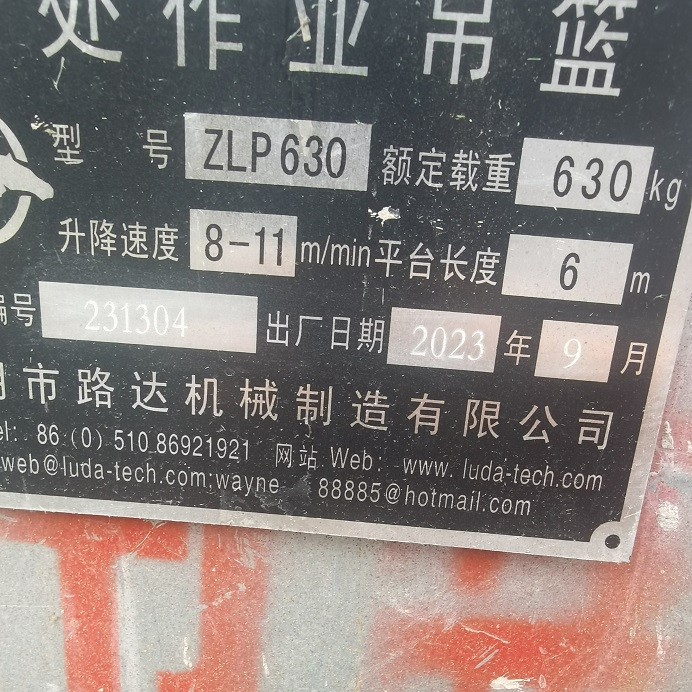 处作业吊篮
型 号 ZLP630 额定载重 630 kg
升降速度 8-11 m/min 平台长度 6 m
编号 231304 出厂日期 2023 年 9 月
市路达机械制造有限公司
Tel: 86 (0) 510 86921921 网站 Web: www. luda-tech.com
web@luda-tech.com;wayne 88885@hotmail.com